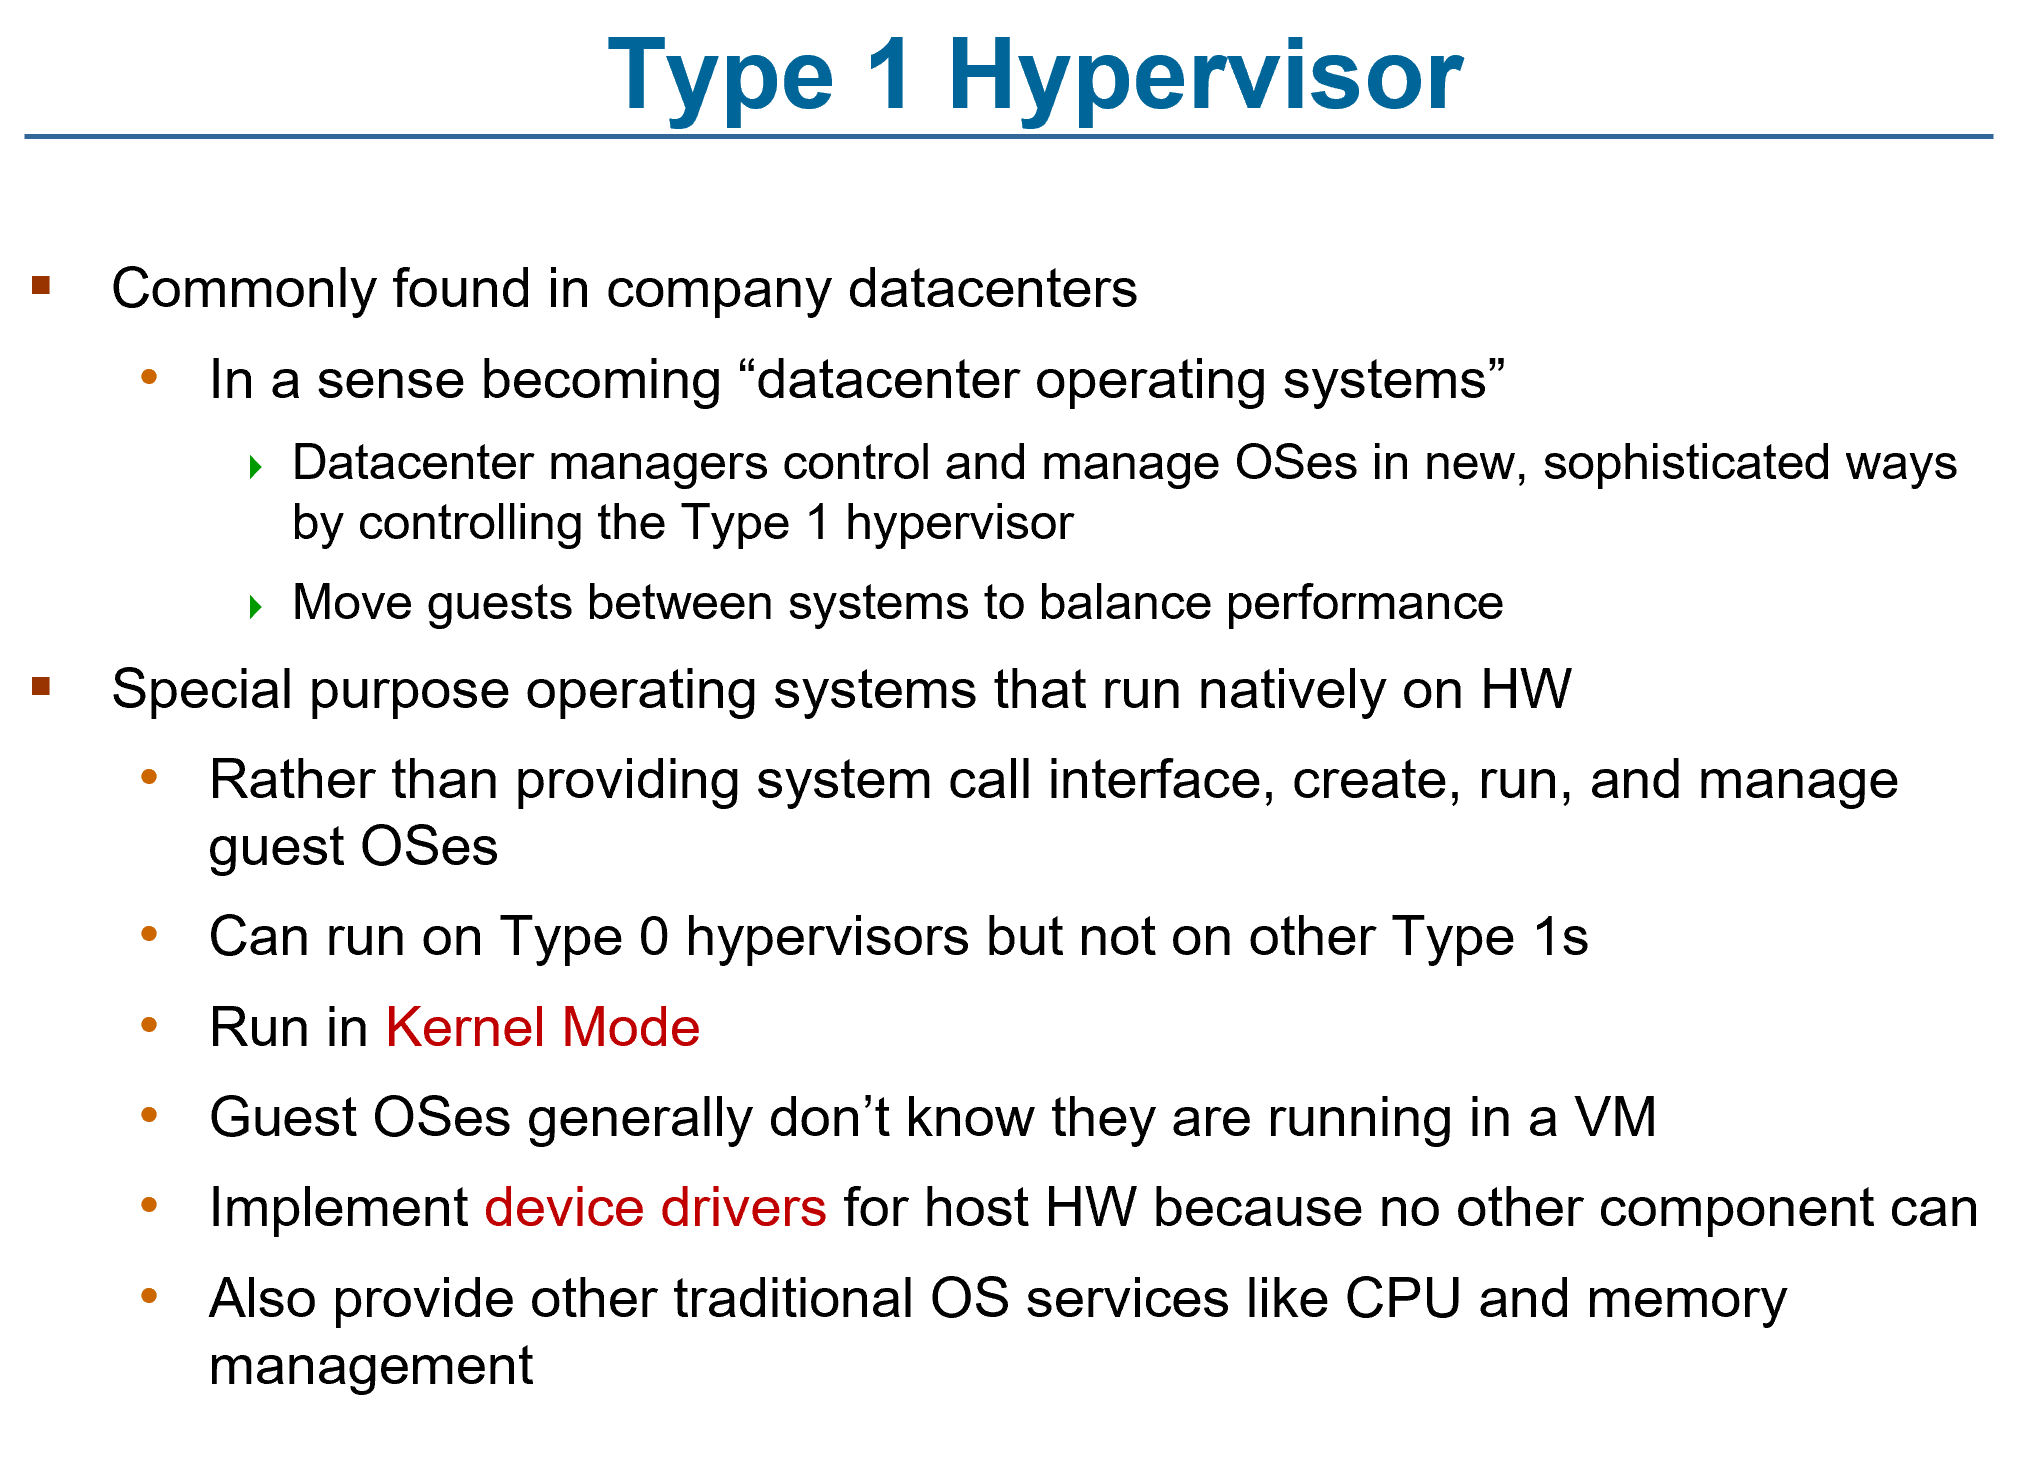 Type 1 Hypervisor
Commonly found in company datacenters
In a sense becoming “datacenter operating systems”
Datacenter managers control and manage OSes in new, sophisticated ways
by controlling the Type 1 hypervisor
Move guests between systems to balance performance
Special purpose operating systems that run natively on HW
Rather than providing system call interface, create, run, and manage
guest OSes
Can run on Type 0 hypervisors but not on other Type 1s
Run in Kernel Mode
Guest OSes generally don’t know they are running in a VM
Implement device drivers for host HW because no other component can
Also provide other traditional OS services like CPU and memory
management